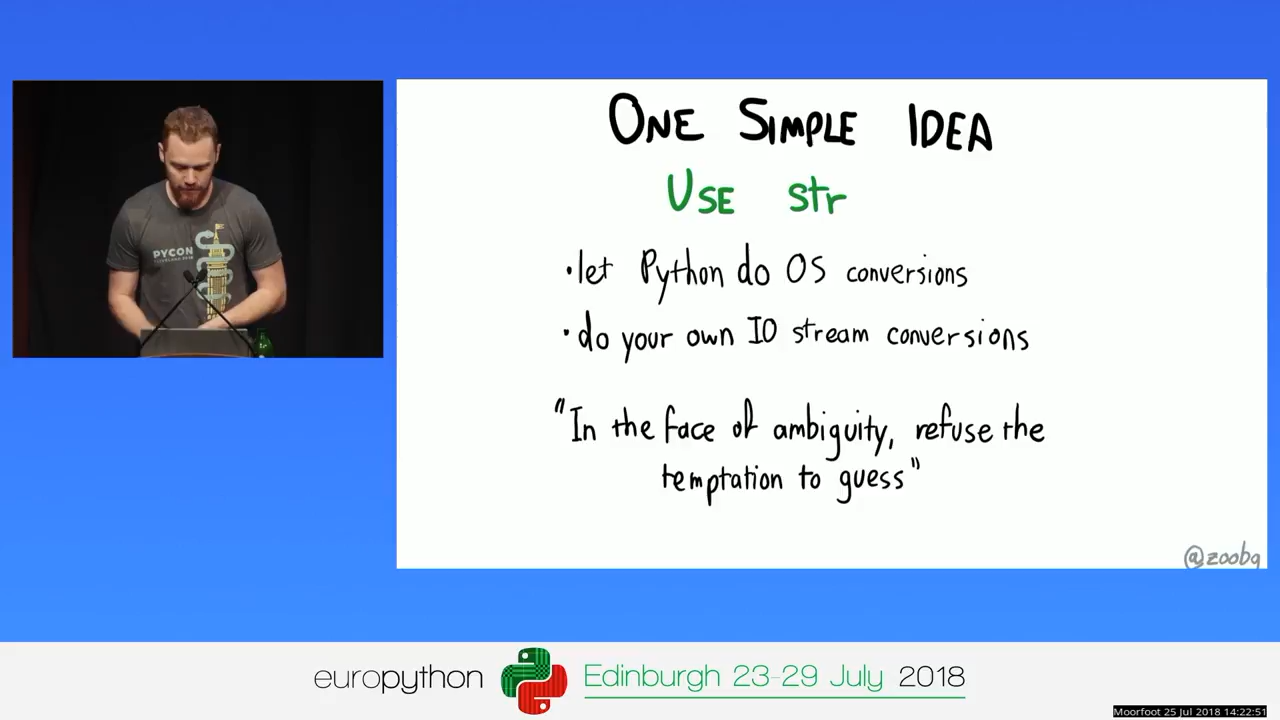 ONE SIMPLE IDEA
USE str
•let Python do OS conversions
•do your own IO stream conversions
"In the face of ambiguity, refuse the
temptation to guess"
@zooba
PYCON
europython
Edinburgh 23-29 July 2018
Moorfoot 25 Jul 2018 14:22:51